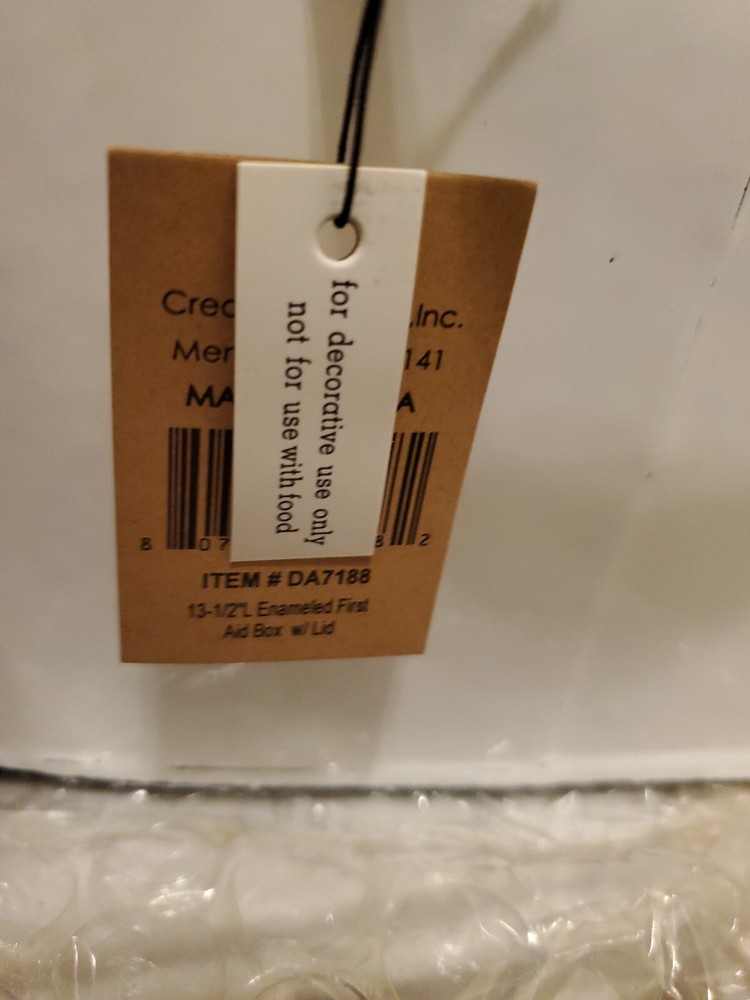 for decorative use only
not for use with food
Crec .Inc.
Mer 141
MA A
8 07 8 2
ITEM # DA7188
13-1/2"L Enameled First
Aid Box w/ Lid